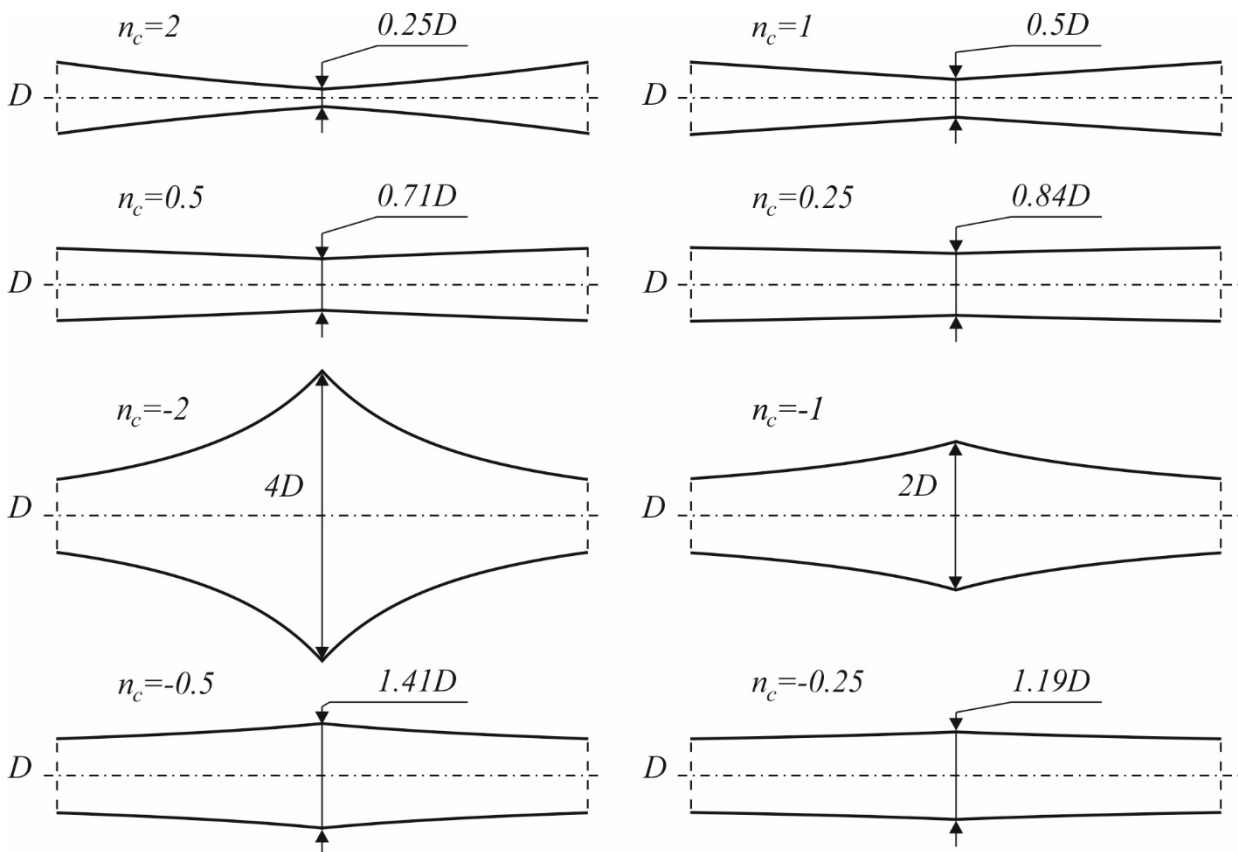 n_c=2
0.25D
D
n_c=1
0.5D
D
n_c=0.5
0.71D
D
n_c=0.25
0.84D
D
n_c=-2
4D
D
n_c=-1
2D
D
n_c=-0.5
1.41D
D
n_c=-0.25
1.19D
D